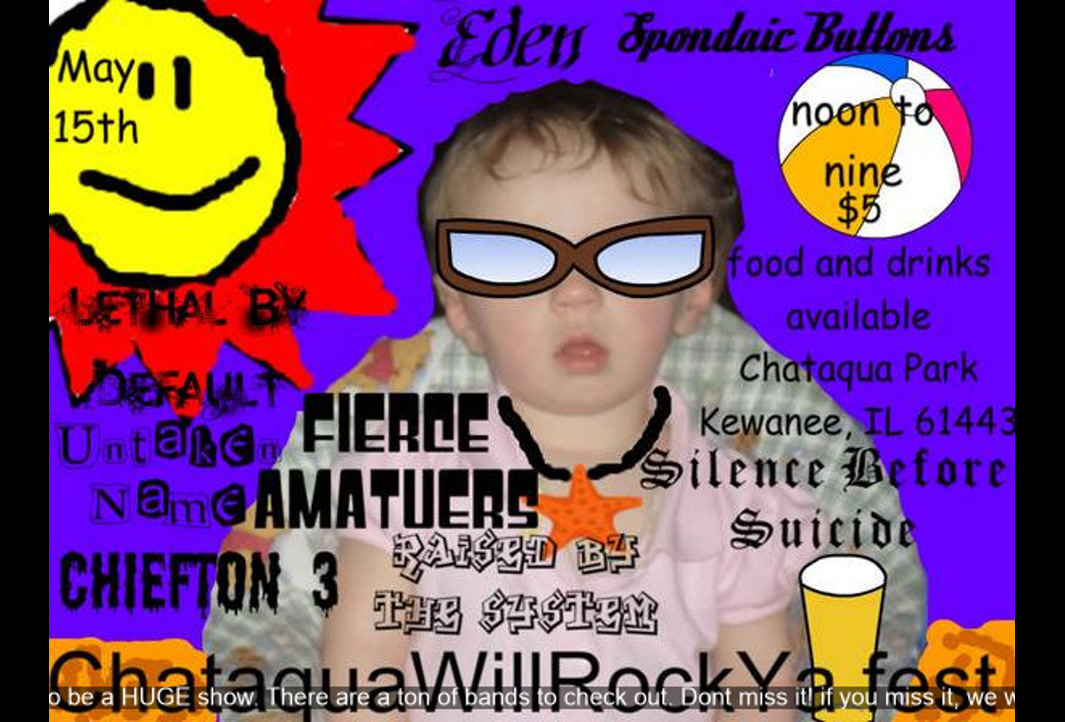 Eden
Spondaic Buttons
May
15th
noon to
nine
$5
food and drinks
available
Chataqua Park
Kewanee, IL 61443
LETHAL BY
DEFAULT
Untaken
Name
FIERCE
AMATUERS
Silence Before
Suicide
RAISED BY
THE SYSTEM
CHIEFTON 3
ChataquaWillRockYa fest
o be a HUGE show. There are a ton of bands to check out. Dont miss it! if you miss it, we w